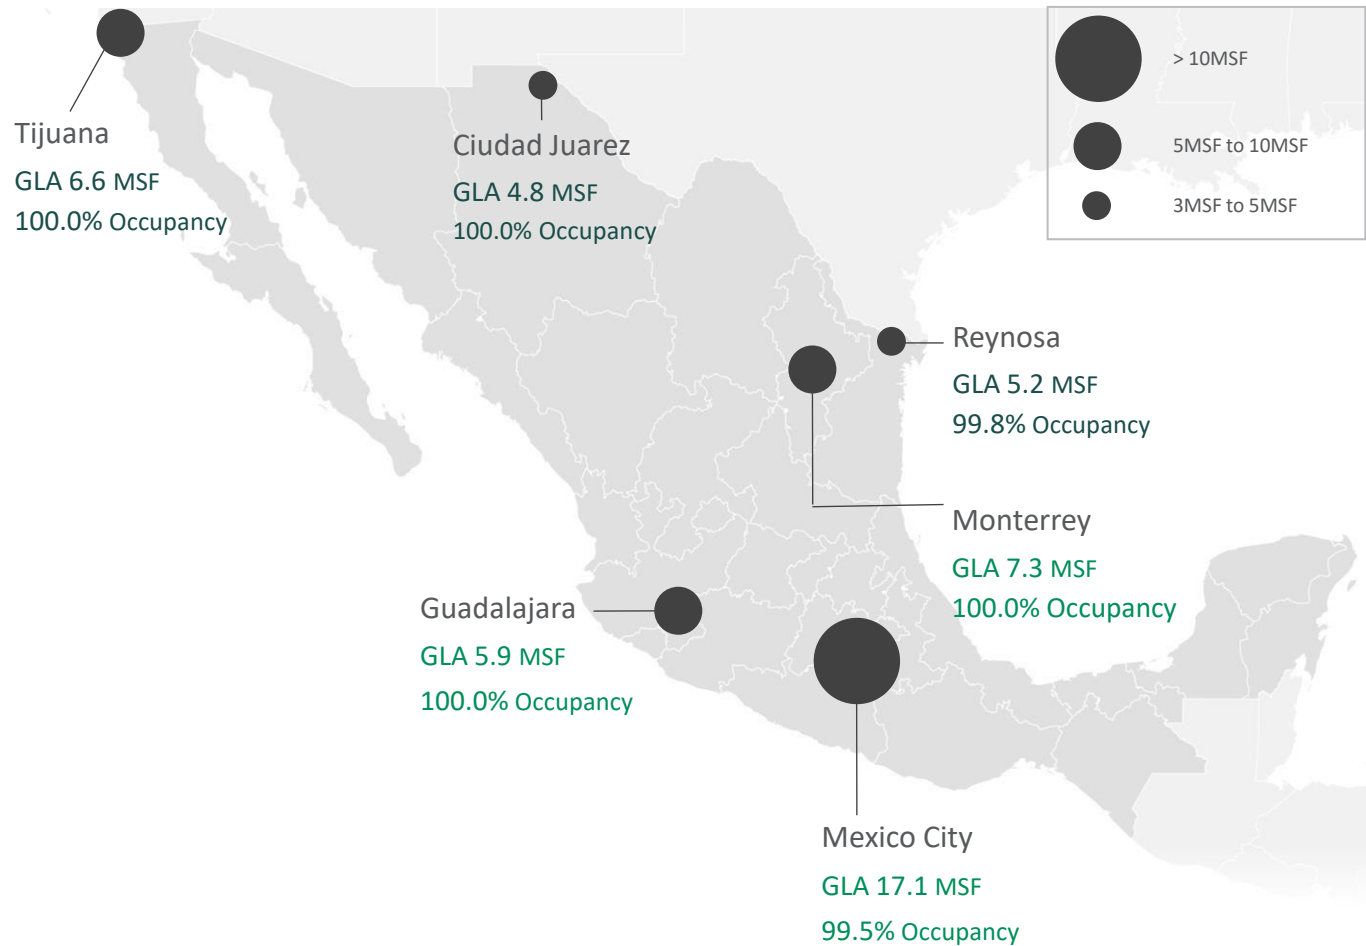 Tijuana
GLA 6.6 MSF
100.0% Occupancy
Ciudad Juarez
GLA 4.8 MSF
100.0% Occupancy
> 10MSF
5MSF to 10MSF
3MSF to 5MSF
Reynosa
GLA 5.2 MSF
99.8% Occupancy
Monterrey
GLA 7.3 MSF
100.0% Occupancy
Guadalajara
GLA 5.9 MSF
100.0% Occupancy
Mexico City
GLA 17.1 MSF
99.5% Occupancy